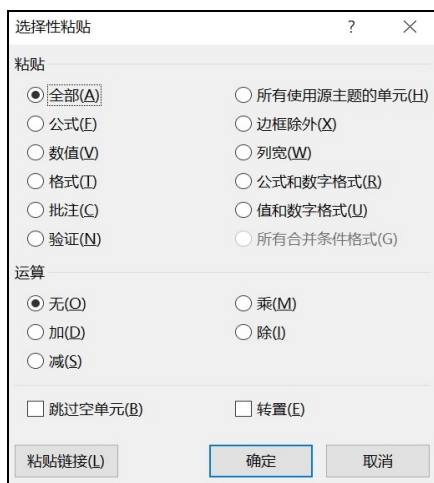 选择性粘贴 ?
粘贴
全部(A) 所有使用源主题的单元(H)
公式(F) 边框除外(X)
数值(V) 列宽(W)
格式(T) 公式和数字格式(R)
批注(C) 值和数字格式(U)
验证(N) 所有合并条件格式(G)
运算
无(O) 乘(M)
加(D) 除(I)
减(S)
跳过空单元(B) 转置(E)
粘贴链接(L) 确定 取消